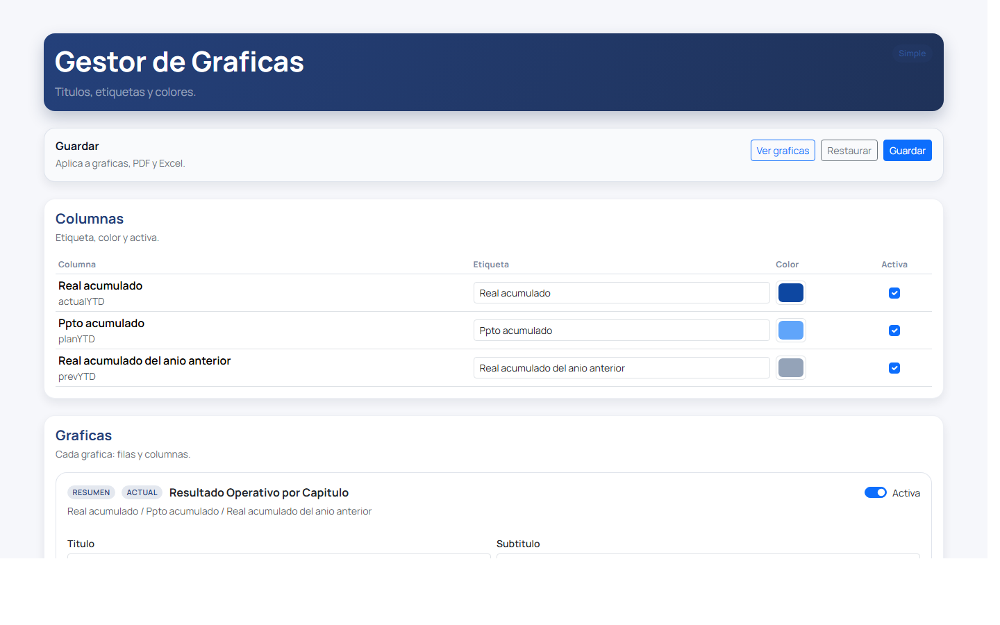 Gestor de Graficas
Simple
Titulos, etiquetas y colores.
Guardar
Aplica a graficas, PDF y Excel.
Ver graficas
Restaurar
Guardar
Columnas
Etiqueta, color y activa.
Columna Etiqueta Color Activa
Real acumulado
actualYTD
Real acumulado
Ppto acumulado
planYTD
Ppto acumulado
Real acumulado del anio anterior
prevYTD
Real acumulado del anio anterior
Graficas
Cada grafica: filas y columnas.
RESUMEN ACTUAL Resultado Operativo por Capitulo
Activa
Real acumulado / Ppto acumulado / Real acumulado del anio anterior
Titulo Subtitulo